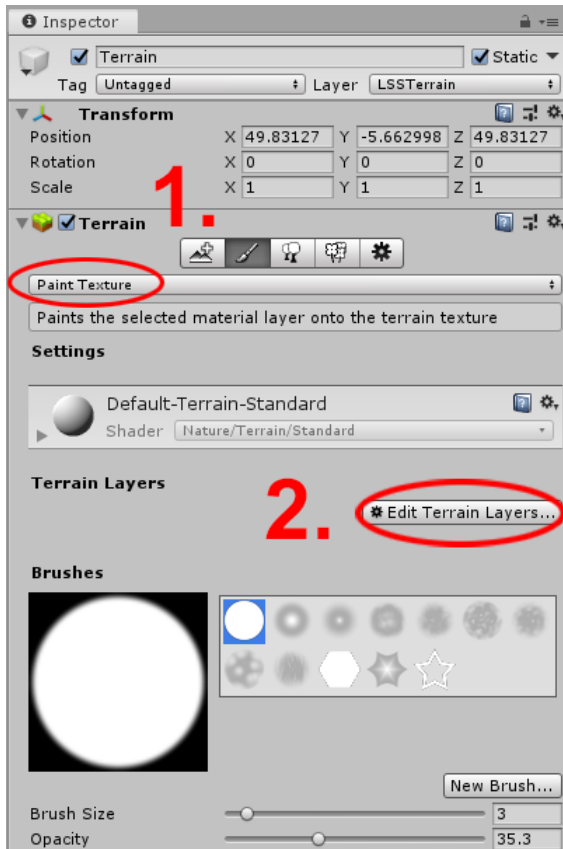 Inspector
Terrain Static
Tag Untagged Layer LSSTerrain
Transform
Position X 49.83127 Y -5.662998 Z 49.83127
Rotation X 0 Y 0 Z 0
Scale X 1 Y 1 Z 1
1.
Terrain
Paint Texture
Paints the selected material layer onto the terrain texture
Settings
Default-Terrain-Standard
Shader Nature/Terrain/Standard
Terrain Layers
2.
Edit Terrain Layers...
Brushes
New Brush...
Brush Size 3
Opacity 35.3